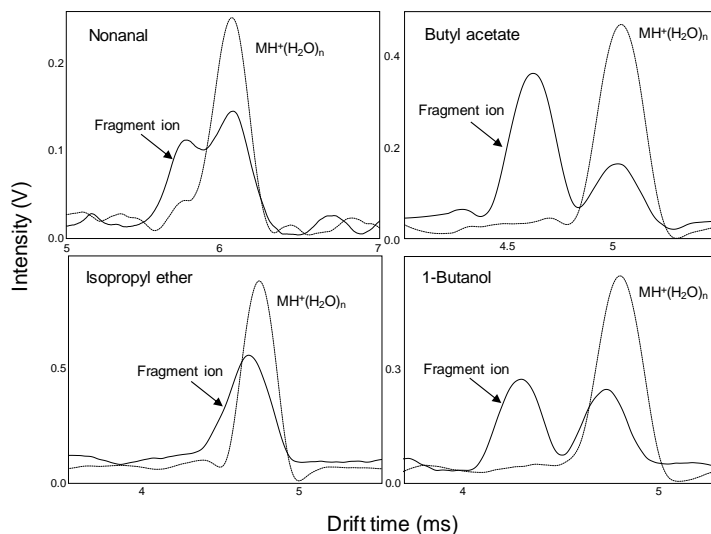 Nonanal
MH⁺(H₂O)ₙ
Fragment ion
0.2
0.1
0.0
5
6
7
Butyl acetate
MH⁺(H₂O)ₙ
Fragment ion
0.4
0.2
0.0
4.5
5
Intensity (V)
Isopropyl ether
MH⁺(H₂O)ₙ
Fragment ion
0.5
0.0
4
5
1-Butanol
MH⁺(H₂O)ₙ
Fragment ion
0.3
0.0
4
5
Drift time (ms)